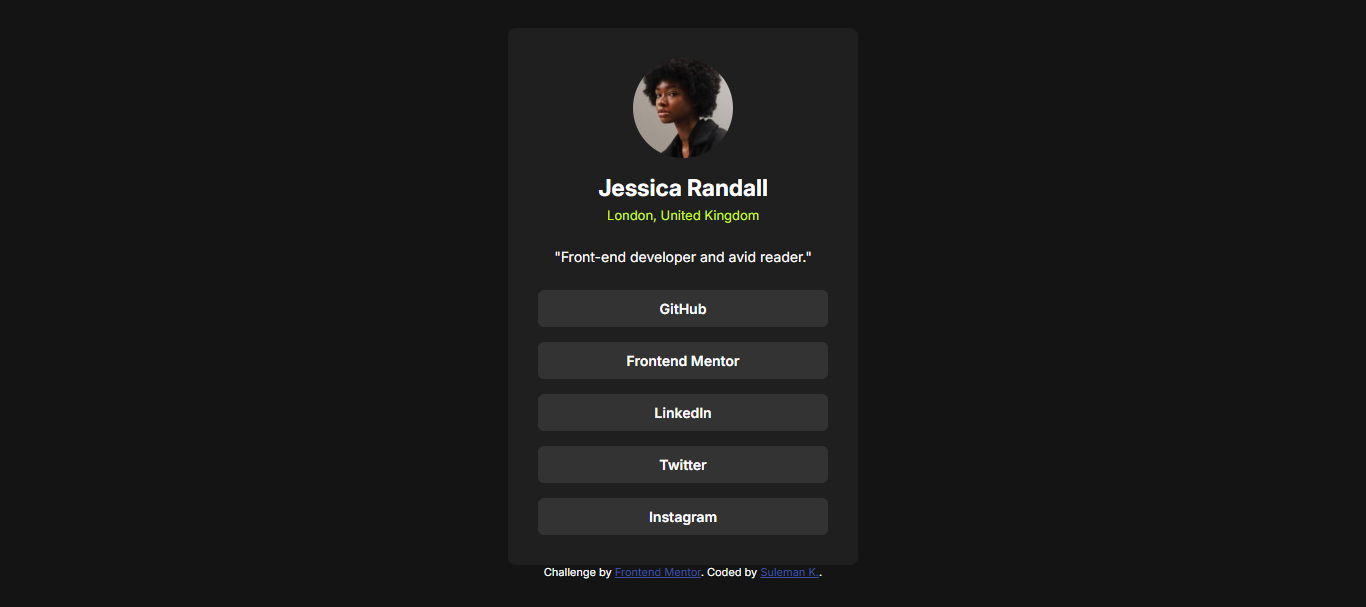 Jessica Randall
London, United Kingdom
"Front-end developer and avid reader."
GitHub
Frontend Mentor
LinkedIn
Twitter
Instagram
Challenge by Frontend Mentor. Coded by Suleman K..